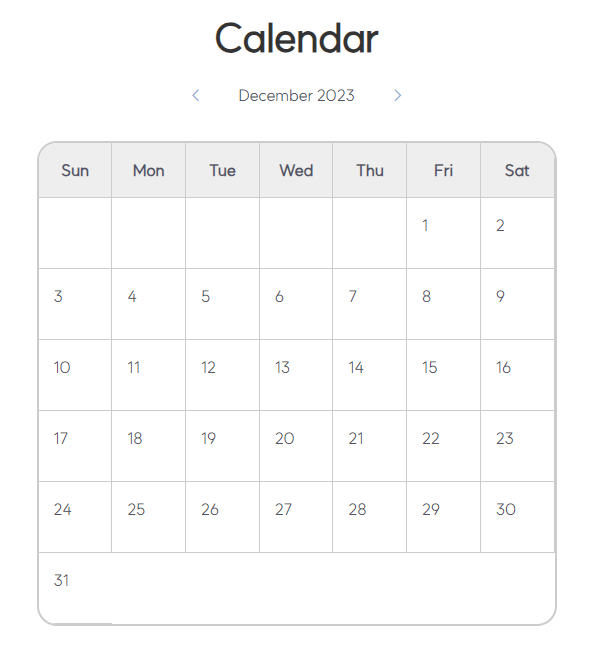 Calendar
December 2023
Sun Mon Tue Wed Thu Fri Sat
1 2
3 4 5 6 7 8 9
10 11 12 13 14 15 16
17 18 19 20 21 22 23
24 25 26 27 28 29 30
31